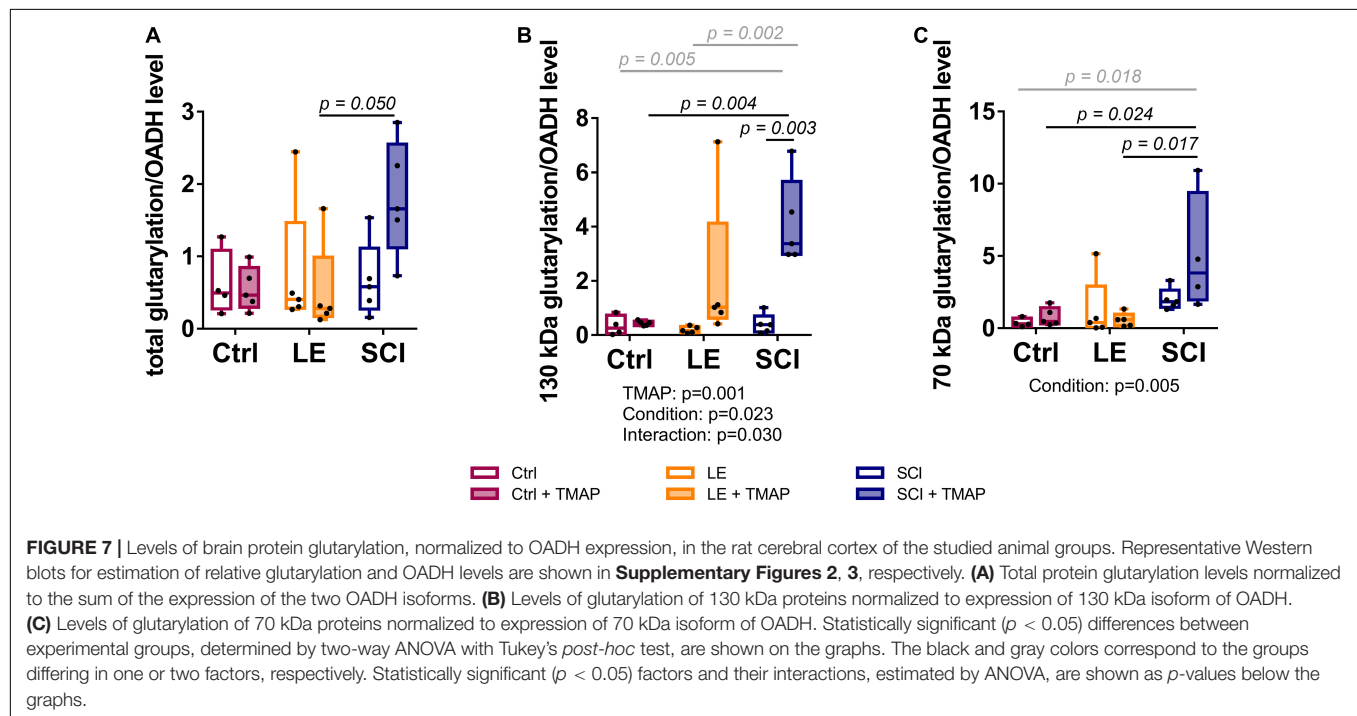 A
B
C
p = 0.002
p = 0.005
p = 0.018
p = 0.050
p = 0.004
p = 0.003
p = 0.024
p = 0.017
total glutarylation/OADH level
3
2
1
0
Ctrl LE SCI
130 kDa glutarylation/OADH level
8
6
4
2
0
Ctrl LE SCI
TMAP: p=0.001
Condition: p=0.023
Interaction: p=0.030
70 kDa glutarylation/OADH level
15
10
5
0
Ctrl LE SCI
Condition: p=0.005
Ctrl LE SCI
Ctrl + TMAP LE + TMAP SCI + TMAP
FIGURE 7 | Levels of brain protein glutarylation, normalized to OADH expression, in the rat cerebral cortex of the studied animal groups. Representative Western
blots for estimation of relative glutarylation and OADH levels are shown in Supplementary Figures 2, 3, respectively. (A) Total protein glutarylation levels normalized
to the sum of the expression of the two OADH isoforms. (B) Levels of glutarylation of 130 kDa proteins normalized to expression of 130 kDa isoform of OADH.
(C) Levels of glutarylation of 70 kDa proteins normalized to expression of 70 kDa isoform of OADH. Statistically significant (p < 0.05) differences between
experimental groups, determined by two-way ANOVA with Tukey's post-hoc test, are shown on the graphs. The black and gray colors correspond to the groups
differing in one or two factors, respectively. Statistically significant (p < 0.05) factors and their interactions, estimated by ANOVA, are shown as p-values below the
graphs.